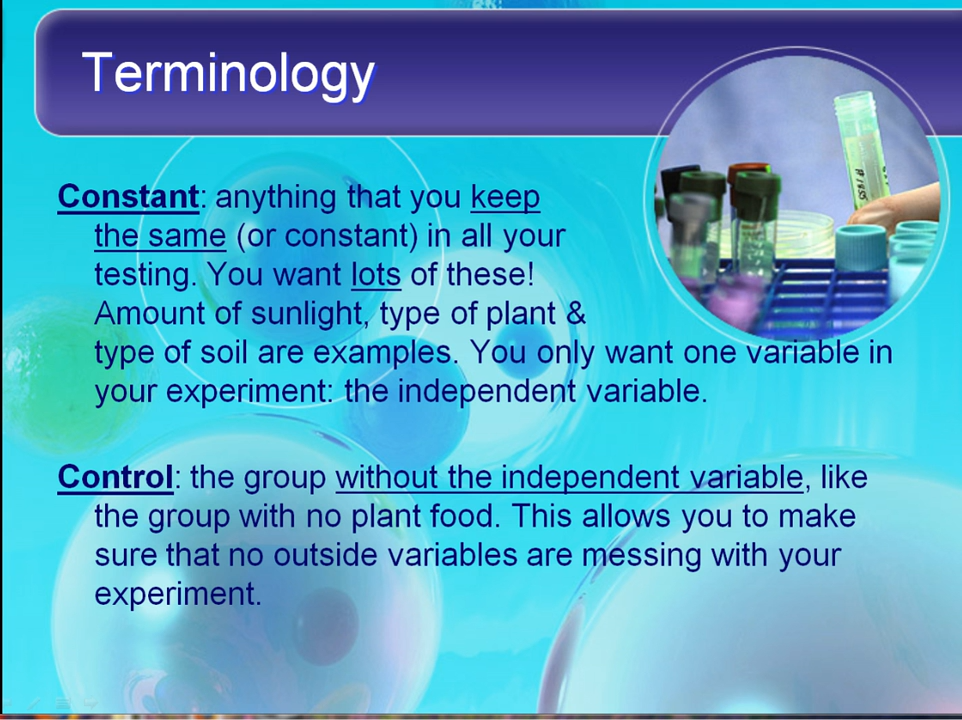 Terminology
Constant: anything that you keep
the same (or constant) in all your
testing. You want lots of these!
Amount of sunlight, type of plant &
type of soil are examples. You only want one variable in
your experiment: the independent variable.
Control: the group without the independent variable, like
the group with no plant food. This allows you to make
sure that no outside variables are messing with your
experiment.